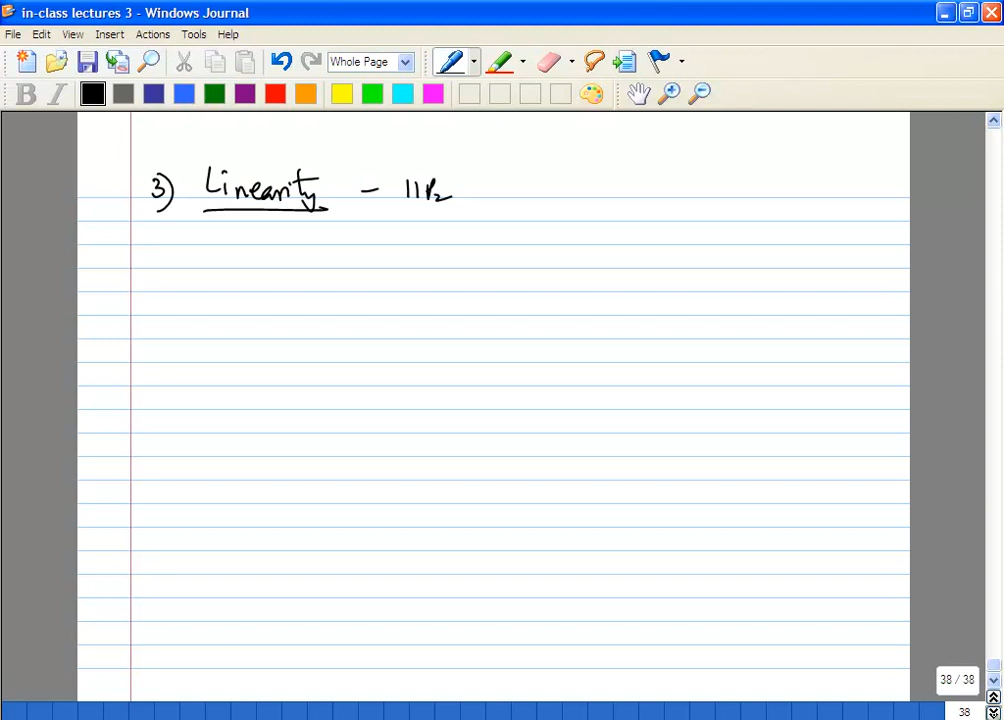 in-class lectures 3 - Windows Journal
File Edit View Insert Actions Tools Help
Whole Page
B I
3) Linearity - IIP2
38 / 38
38